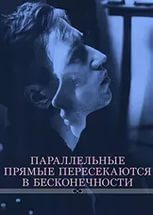 ПАРАЛЛЕЛЬНЫЕ
ПРЯМЫЕ ПЕРЕСЕКАЮТСЯ
В БЕСКОНЕЧНОСТИ